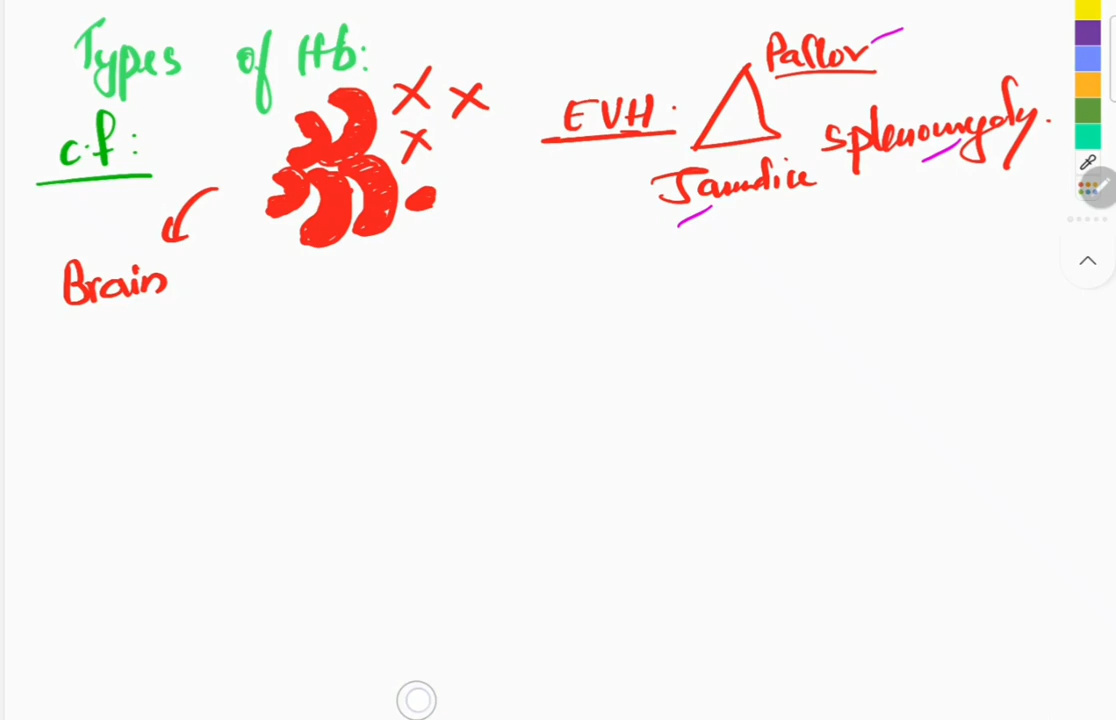 Types of Hb:
c.f:
Brain
EVH:
Pallor
Splenomegaly.
Jaundice